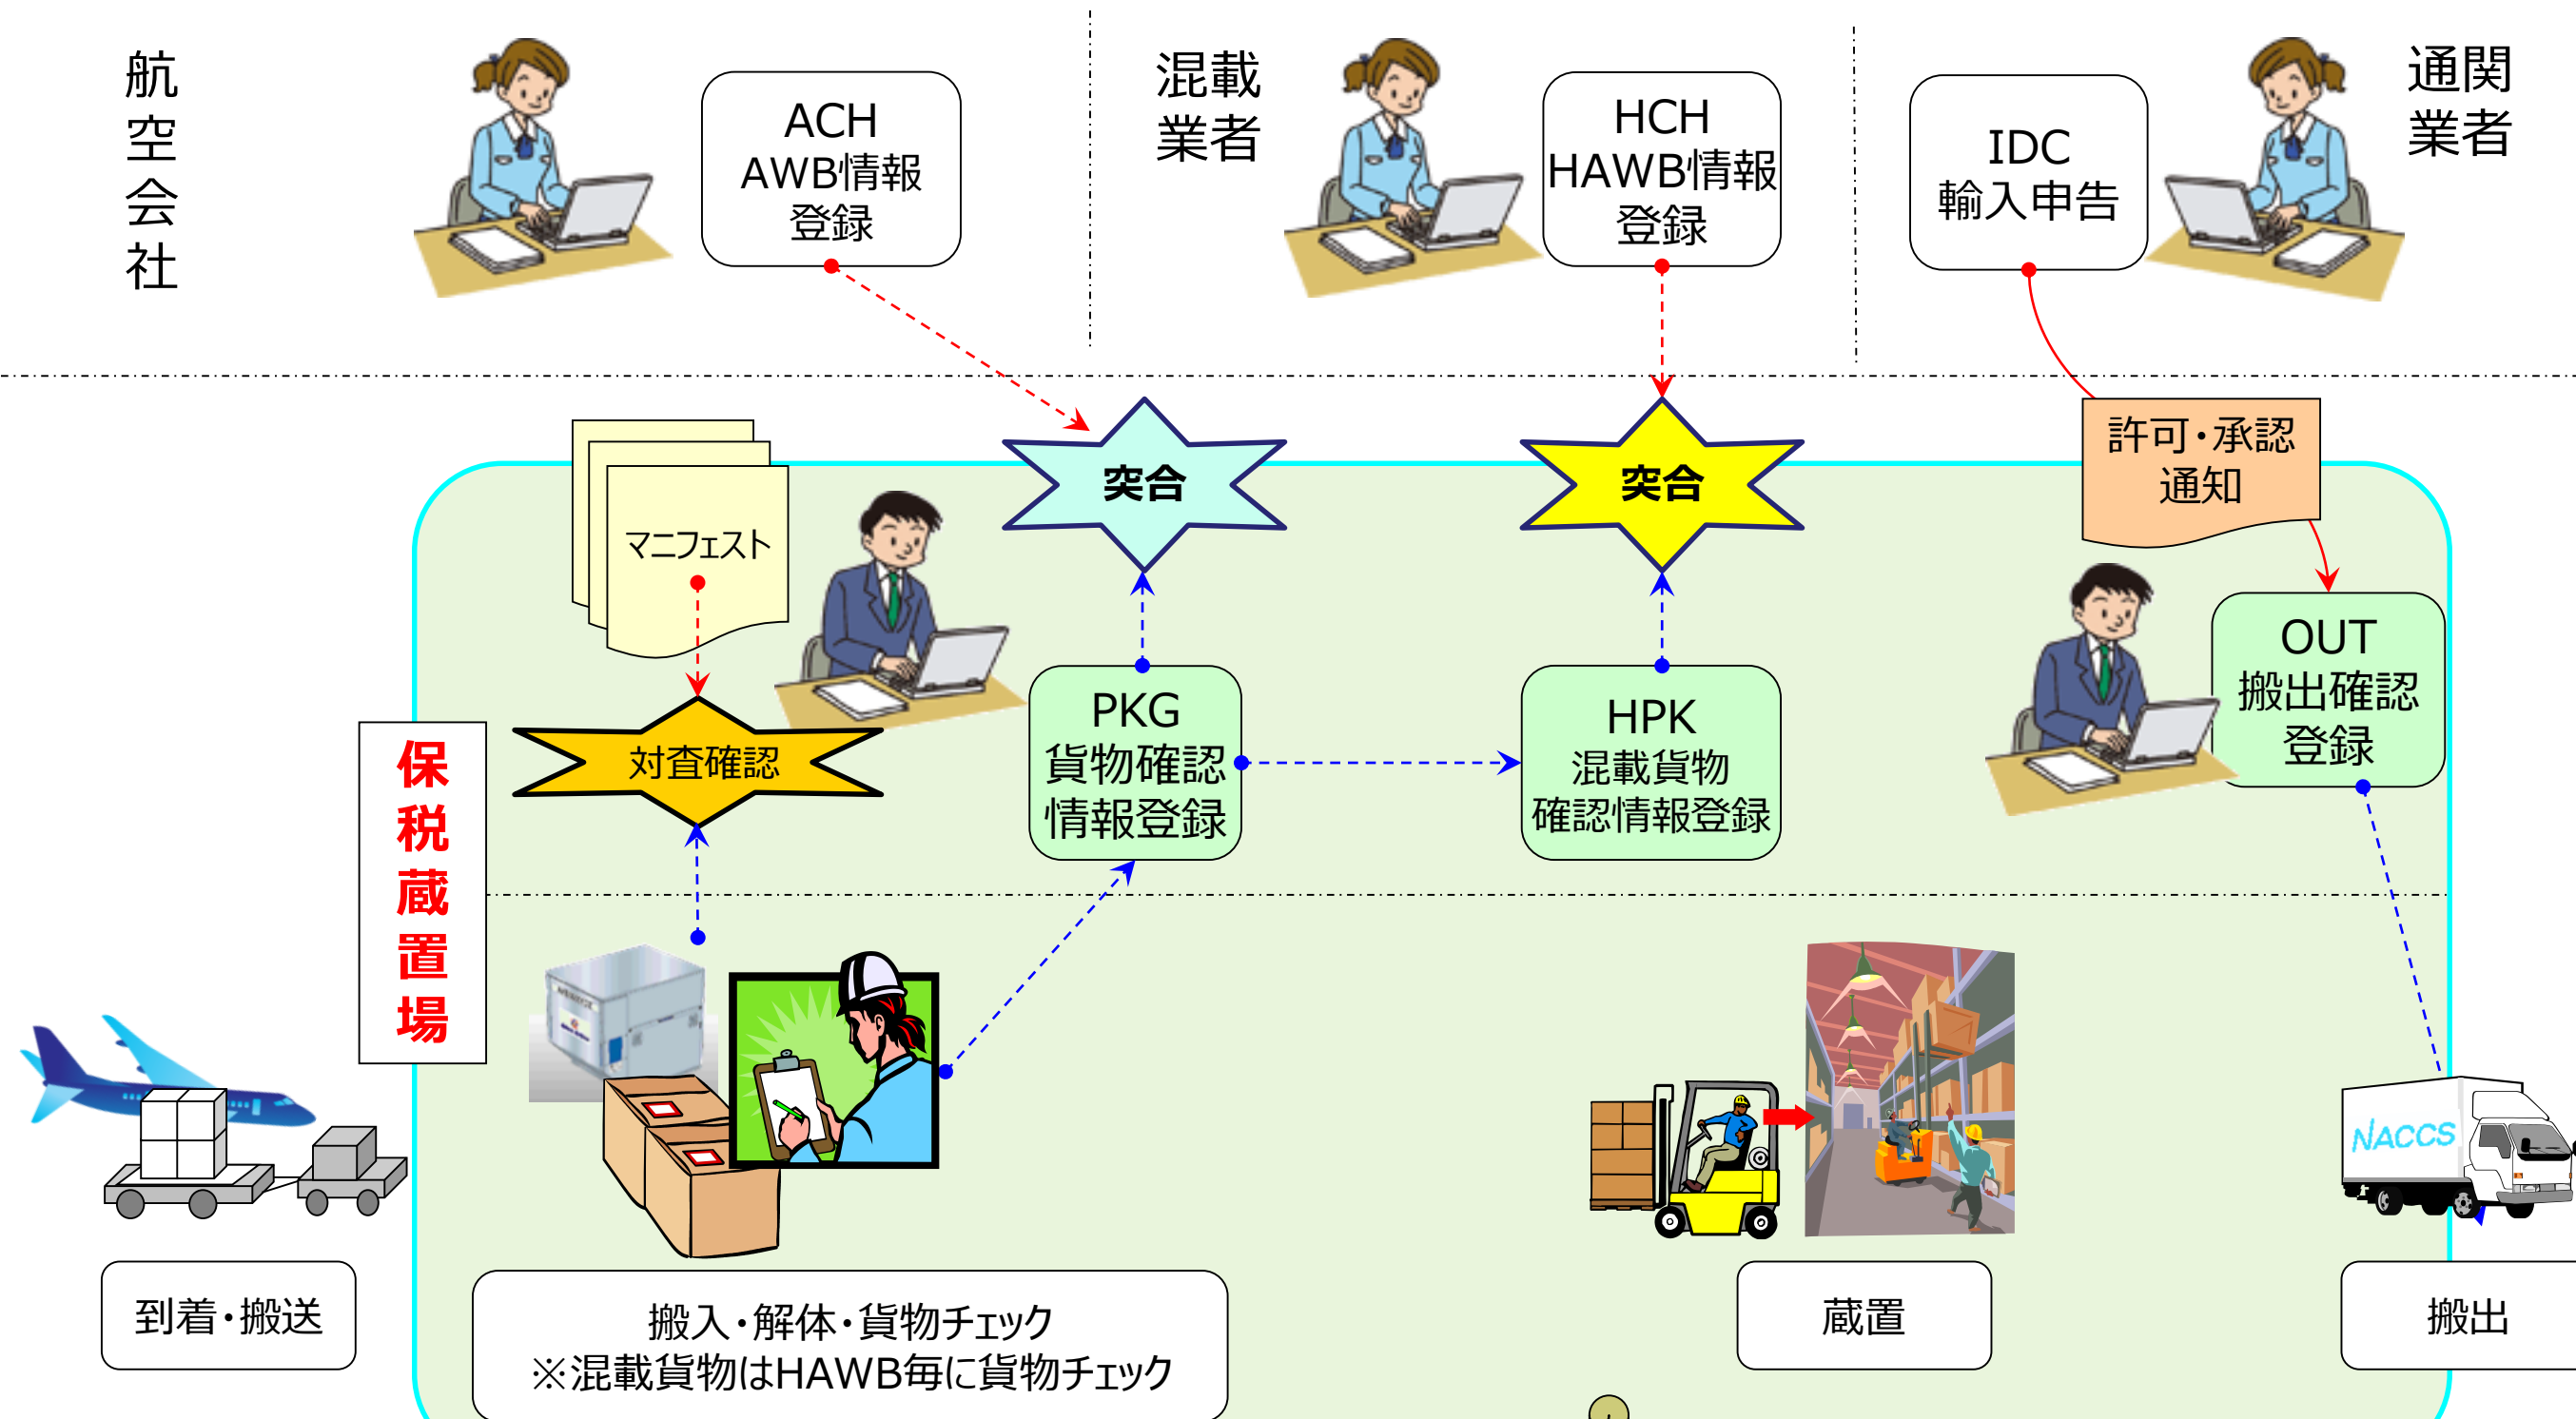 航空会社
ACH
AWB情報
登録
混載
業者
HCH
HAWB情報
登録
IDC
輸入申告
通関
業者
マニフェスト
突合
突合
許可・承認
通知
対査確認
PKG
貨物確認
情報登録
HPK
混載貨物
確認情報登録
OUT
搬出確認
登録
保税蔵置場
NACCS
到着・搬送
搬入・解体・貨物チェック
※混載貨物はHAWB毎に貨物チェック
蔵置
搬出